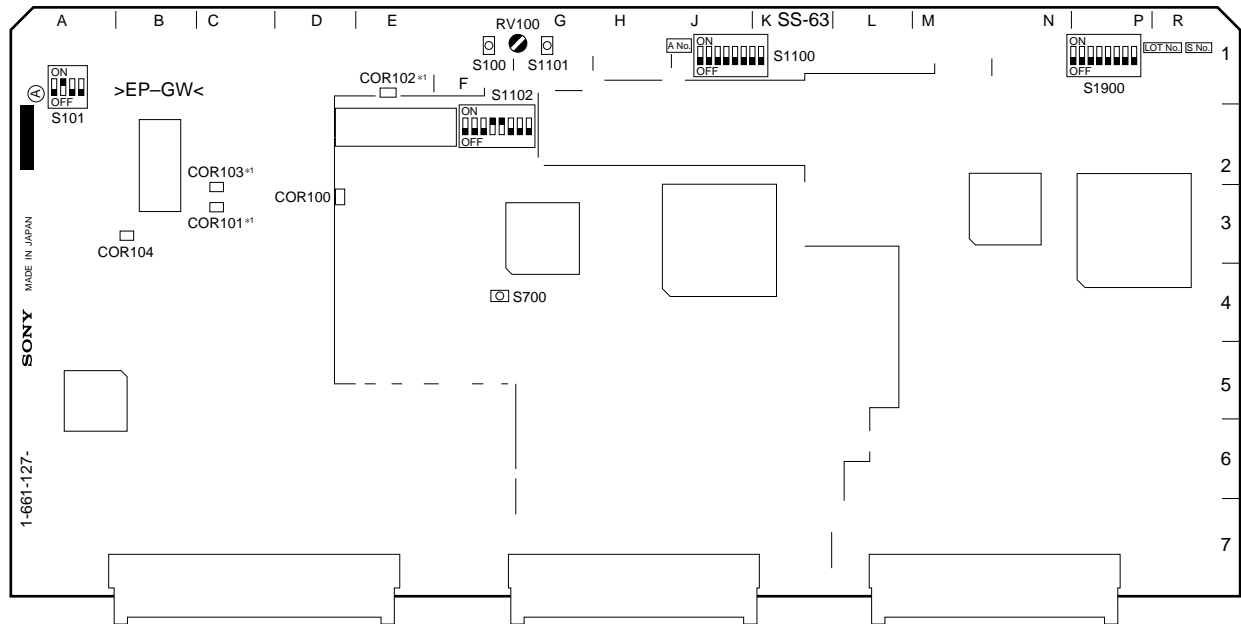 A B C D E F G H J K SS-63 L M N P R
RV100
S100 S1101
A No.
ON
OFF
S1100
ON
OFF
S1900
LOT No. S No.
1
ON
OFF
S101
A
>EP–GW<
COR102*1
S1102
ON
OFF
COR103*1
COR101*1
COR100
COR104
2
3
S700
4
5
6
7
MADE IN JAPAN
SONY
1-661-127-